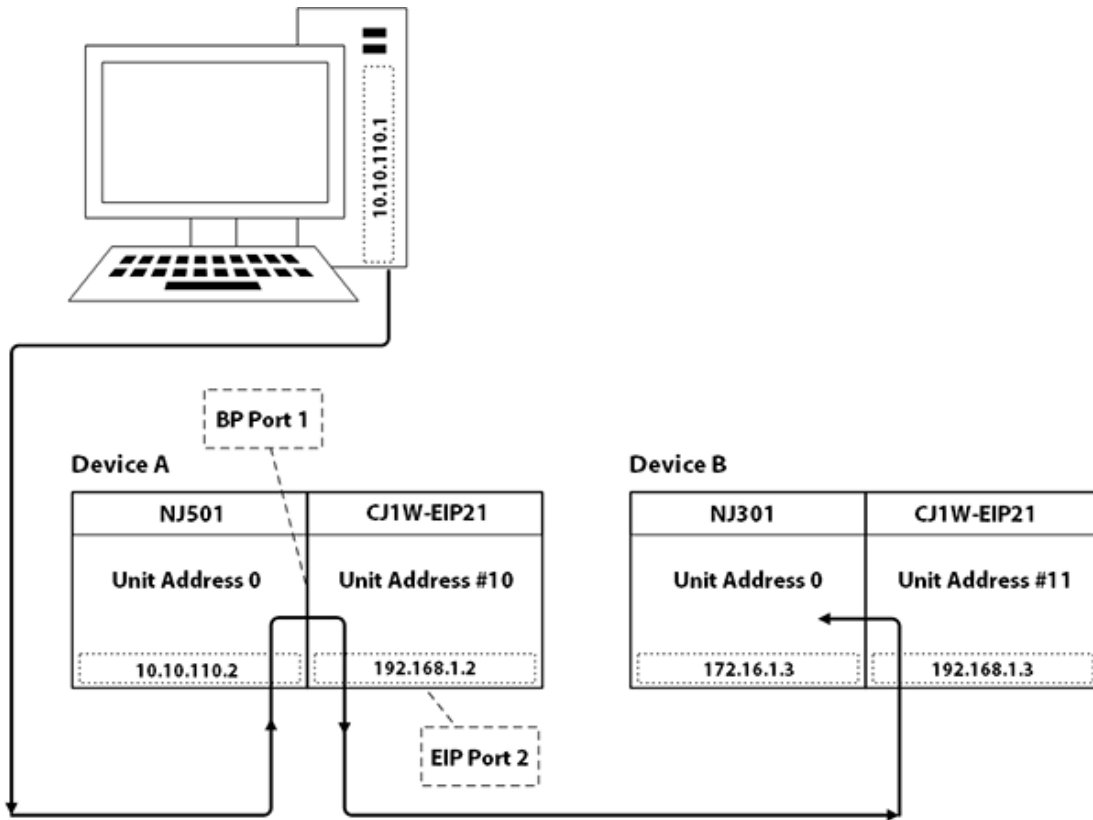 10.10.110.1
BP Port 1
Device A
Device B
NJ501
CJ1W-EIP21
NJ301
CJ1W-EIP21
Unit Address 0
Unit Address #10
Unit Address 0
Unit Address #11
10.10.110.2
192.168.1.2
172.16.1.3
192.168.1.3
EIP Port 2